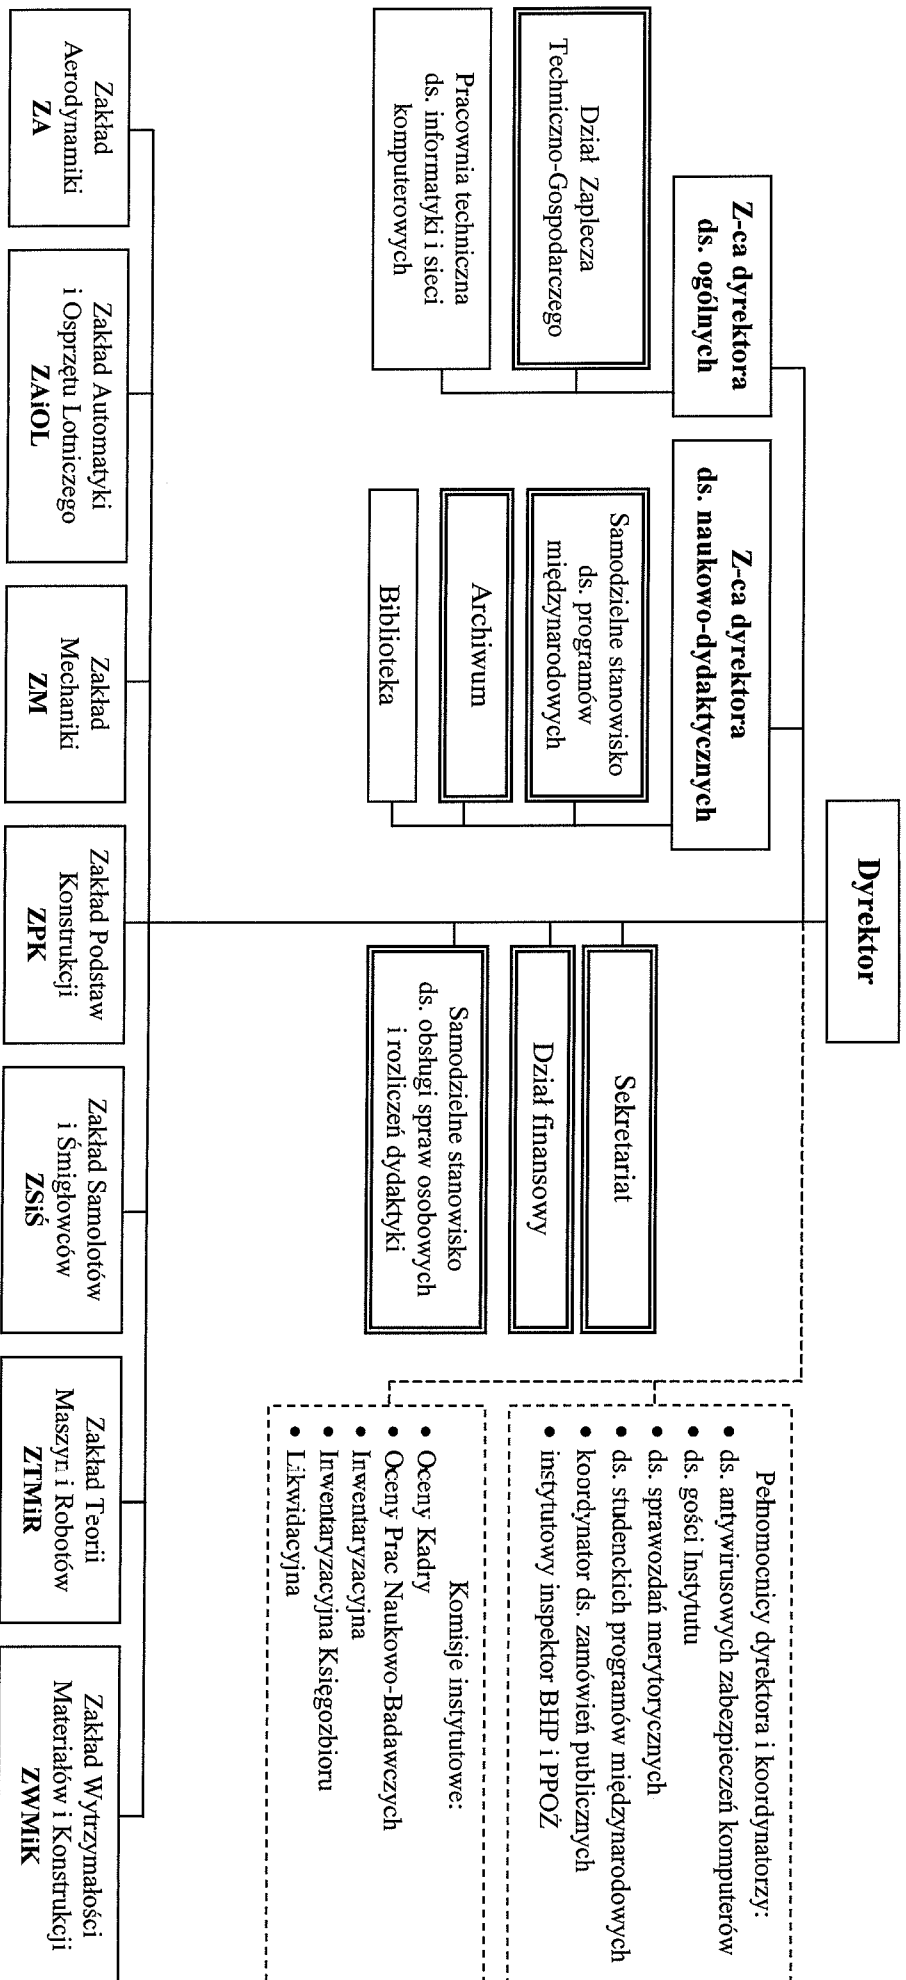 Dyrektor
Z-ca dyrektora
ds. ogólnych
Dział Zaplecza
Techniczno-Gospodarczego
Pracownia techniczna
ds. informatyki i sieci
komputerowych
Z-ca dyrektora
ds. naukowo-dydaktycznych
Samodzielne stanowisko
ds. programów
międzynarodowych
Archiwum
Biblioteka
Sekretariat
Dział finansowy
Samodzielne stanowisko
ds. obsługi spraw osobowych
i rozliczeń dydaktyki
Pełnomocnicy dyrektora i koordynatorzy:
• ds. antywirusowych zabezpieczeń komputerów
• ds. gości Instytutu
• ds. sprawozdań merytorycznych
• ds. studenckich programów międzynarodowych
• koordynator ds. zamówień publicznych
• instytutowy inspektor BHP i PPOŻ
Komisje instytutowe:
• Oceny Kadry
• Oceny Prac Naukowo-Badawczych
• Inwentaryzacyjna
• Inwentaryzacyjna Księgozbioru
• Likwidacyjna
Zakład
Aerodynamiki
ZA
Zakład Automatyki
i Osprzętu Lotniczego
ZAiOL
Zakład
Mechaniki
ZM
Zakład Podstaw
Konstrukcji
ZPK
Zakład Samolotów
i Śmigłowców
ZSiŚ
Zakład Teorii
Maszyn i Robotów
ZTMiR
Zakład Wytrzymałości
Materiałów i Konstrukcji
ZWMiK